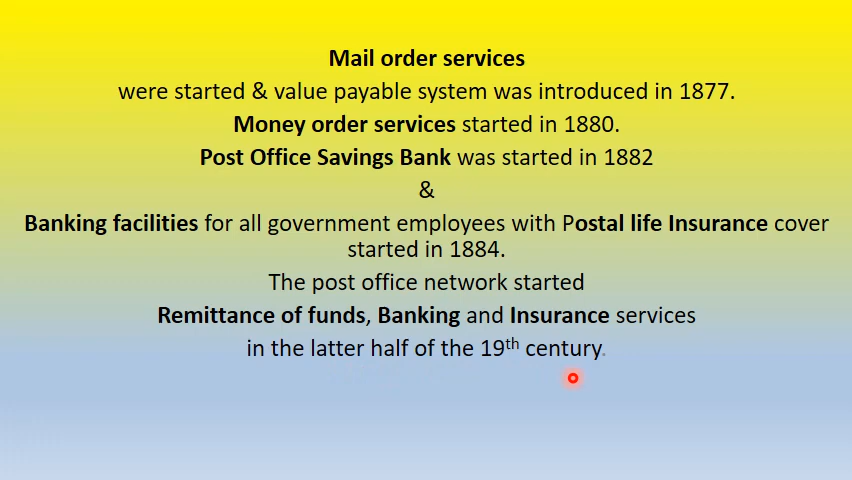 Mail order services
were started & value payable system was introduced in 1877.
Money order services started in 1880.
Post Office Savings Bank was started in 1882
&
Banking facilities for all government employees with Postal life Insurance cover
started in 1884.
The post office network started
Remittance of funds, Banking and Insurance services
in the latter half of the 19th century.